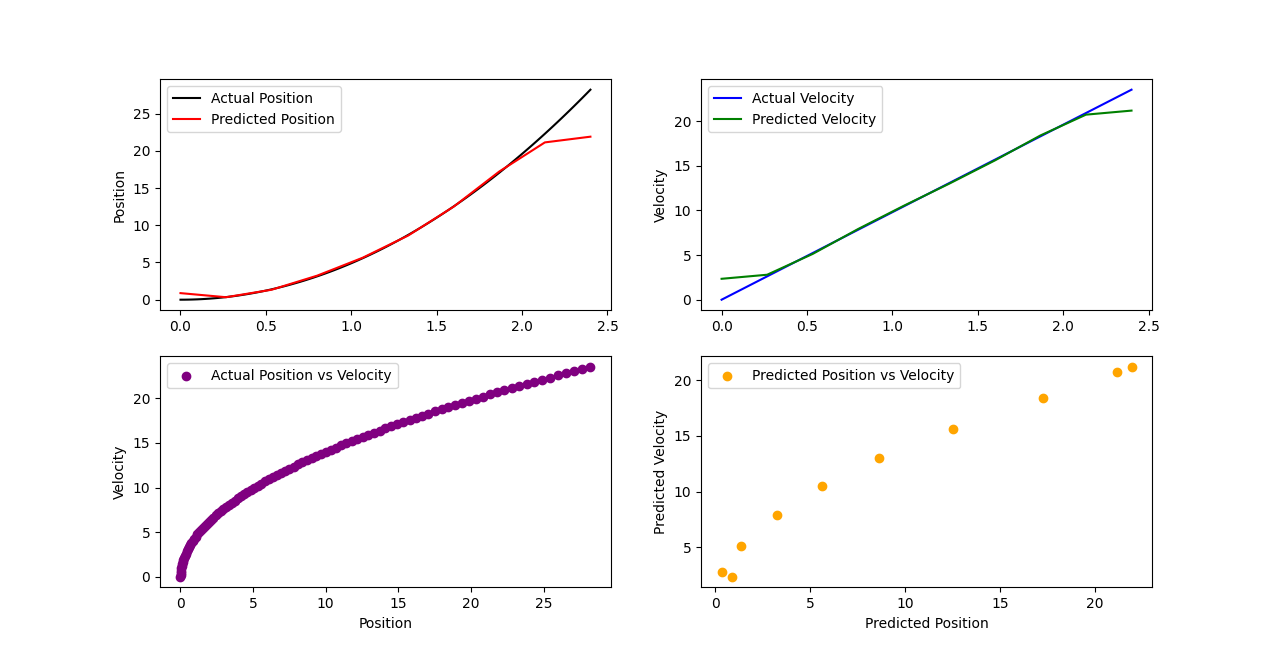 Actual Position
Predicted Position
Position
25
20
15
10
5
0
0.0 0.5 1.0 1.5 2.0 2.5
Actual Velocity
Predicted Velocity
Velocity
20
15
10
5
0
0.0 0.5 1.0 1.5 2.0 2.5
Actual Position vs Velocity
Velocity
20
15
10
5
0
0 5 10 15 20 25
Position
Predicted Position vs Velocity
Predicted Velocity
20
15
10
5
0 5 10 15 20
Predicted Position